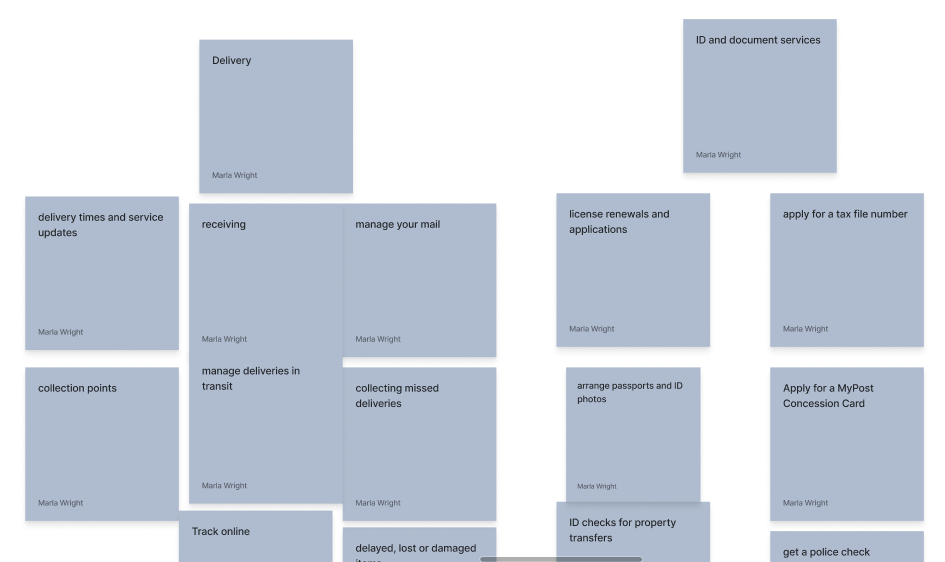 Delivery
Marla Wright
ID and document services
Marla Wright
delivery times and service
updates
Marla Wright
receiving
Marla Wright
manage your mail
Marla Wright
license renewals and
applications
Marla Wright
apply for a tax file number
Marla Wright
collection points
Marla Wright
manage deliveries in
transit
Marla Wright
collecting missed
deliveries
Marla Wright
arrange passports and ID
photos
Marla Wright
Apply for a MyPost
Concession Card
Marla Wright
Track online
delayed, lost or damaged
items
ID checks for property
transfers
get a police check